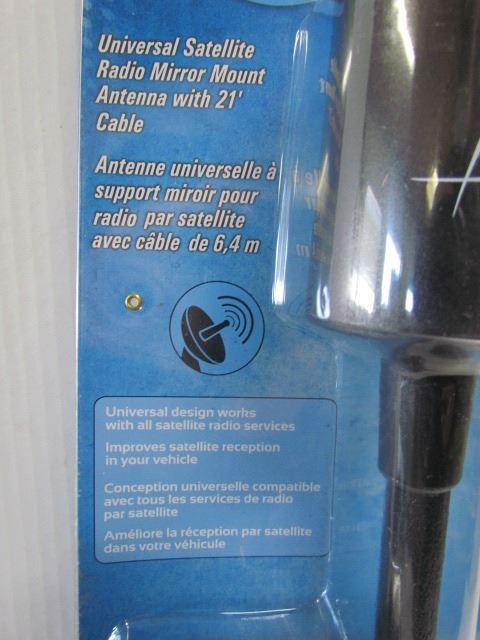 Universal Satellite
Radio Mirror Mount
Antenna with 21'
Cable
Antenne universelle à
support miroir pour
radio par satellite
avec câble de 6,4 m
Universal design works
with all satellite radio services
Improves satellite reception
in your vehicle
Conception universelle compatible
avec tous les services de radio
par satellite
Améliore la réception par satellite
dans votre véhicule